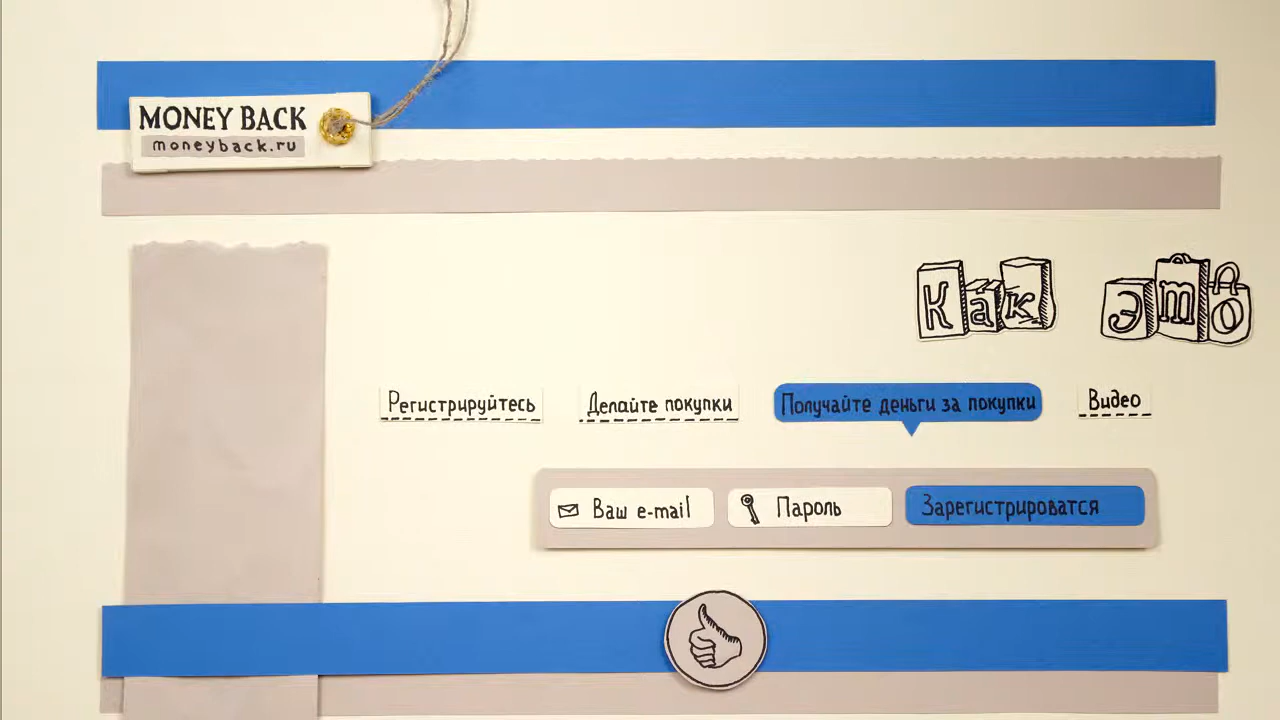 MONEY BACK
moneyback.ru
Как Это
Регистрируйтесь Делайте покупки Получайте деньги за покупки Видео
Ваш e-mail Пароль Зарегистрироватся